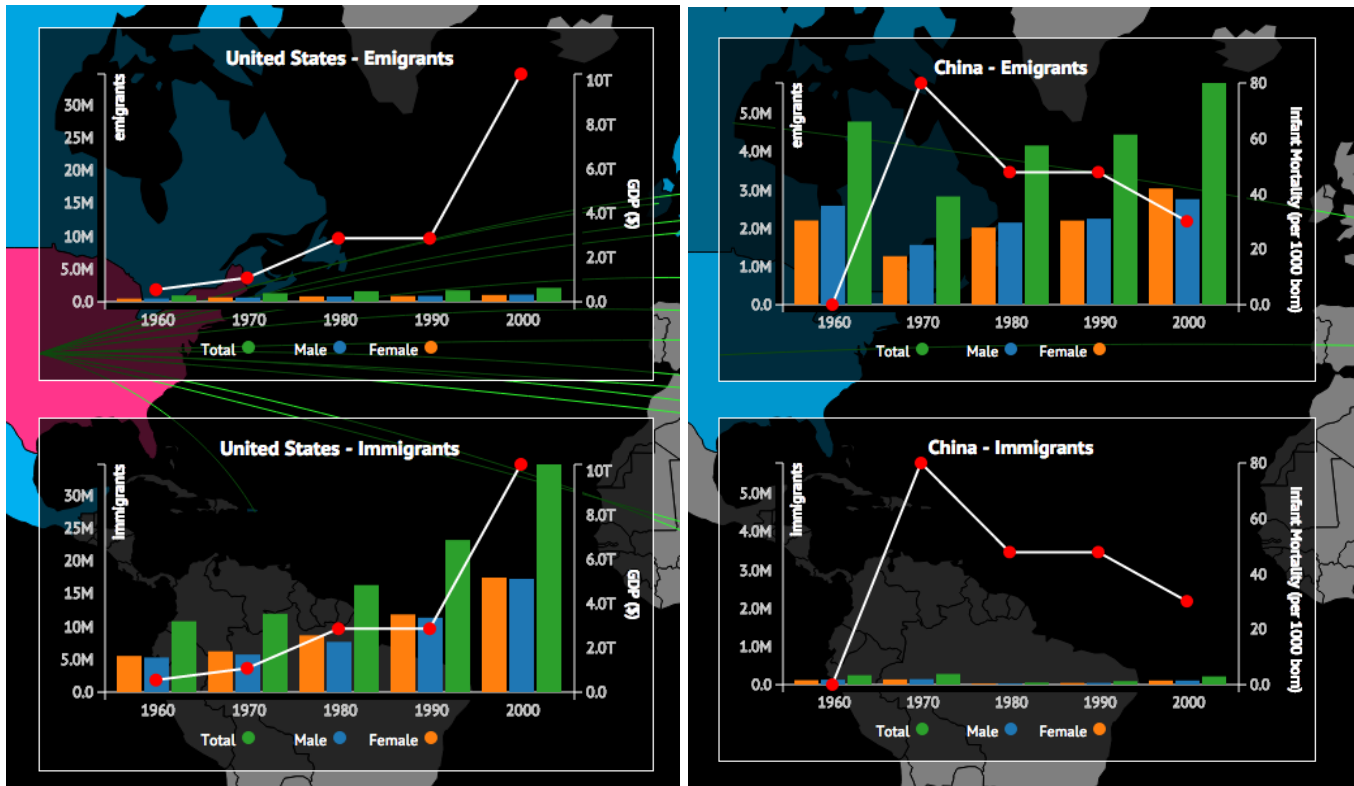 United States - Emigrants
emigrants
30M
25M
20M
15M
10M
5.0M
0.0
10T
8.0T
6.0T
4.0T
2.0T
0.0
GDP ($)
1960 1970 1980 1990 2000
Total Male Female
China - Emigrants
emigrants
5.0M
4.0M
3.0M
2.0M
1.0M
0.0
80
60
40
20
0.0
Infant Mortality (per 1000 born)
1960 1970 1980 1990 2000
Total Male Female
United States - Immigrants
immigrants
30M
25M
20M
15M
10M
5.0M
0.0
10T
8.0T
6.0T
4.0T
2.0T
0.0
GDP ($)
1960 1970 1980 1990 2000
Total Male Female
China - Immigrants
immigrants
5.0M
4.0M
3.0M
2.0M
1.0M
0.0
80
60
40
20
0.0
Infant Mortality (per 1000 born)
1960 1970 1980 1990 2000
Total Male Female